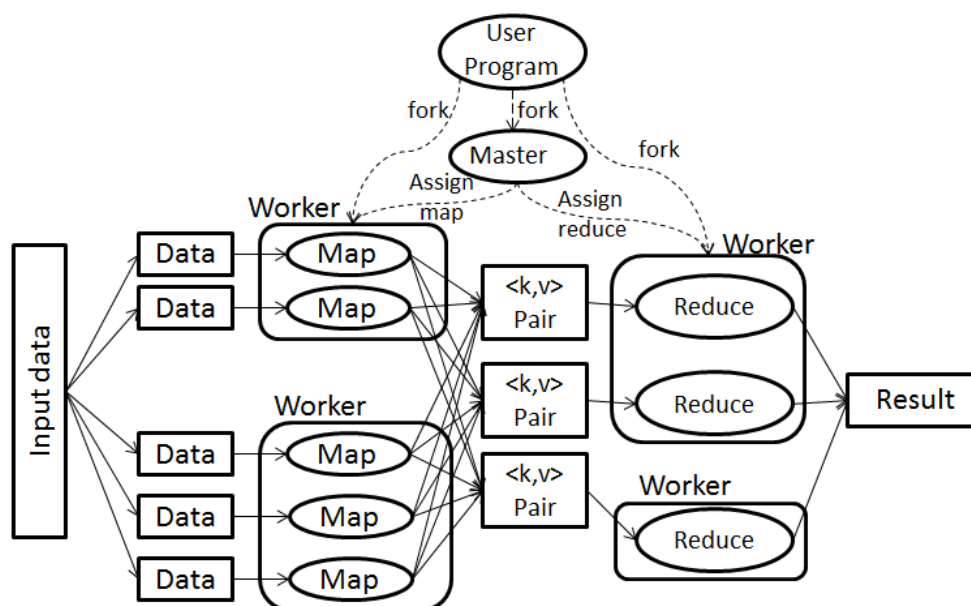 User
Program
fork
fork
fork
Master
Assign
map
Assign
reduce
Worker
Worker
Input data
Data
Map
Data
Map
<k,v>
Pair
Reduce
<k,v>
Pair
Reduce
Result
Worker
Data
Map
Data
Map
Data
Map
<k,v>
Pair
Worker
Reduce